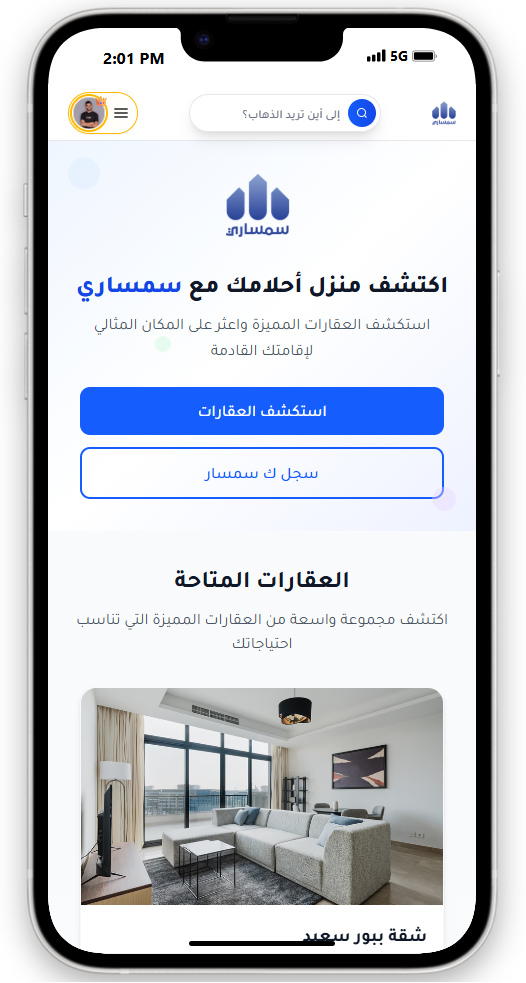 2:01 PM
5G
سمساري
إلى أين تريد الذهاب؟
سمساري
اكتشف منزل أحلامك مع سمساري
استكشف العقارات المميزة واعثر على المكان المثالي
لإقامتك القادمة
استكشف العقارات
سجل ك سمسار
العقارات المتاحة
اكتشف مجموعة واسعة من العقارات المميزة التي تناسب
احتياجاتك
شقة ببور سعيد